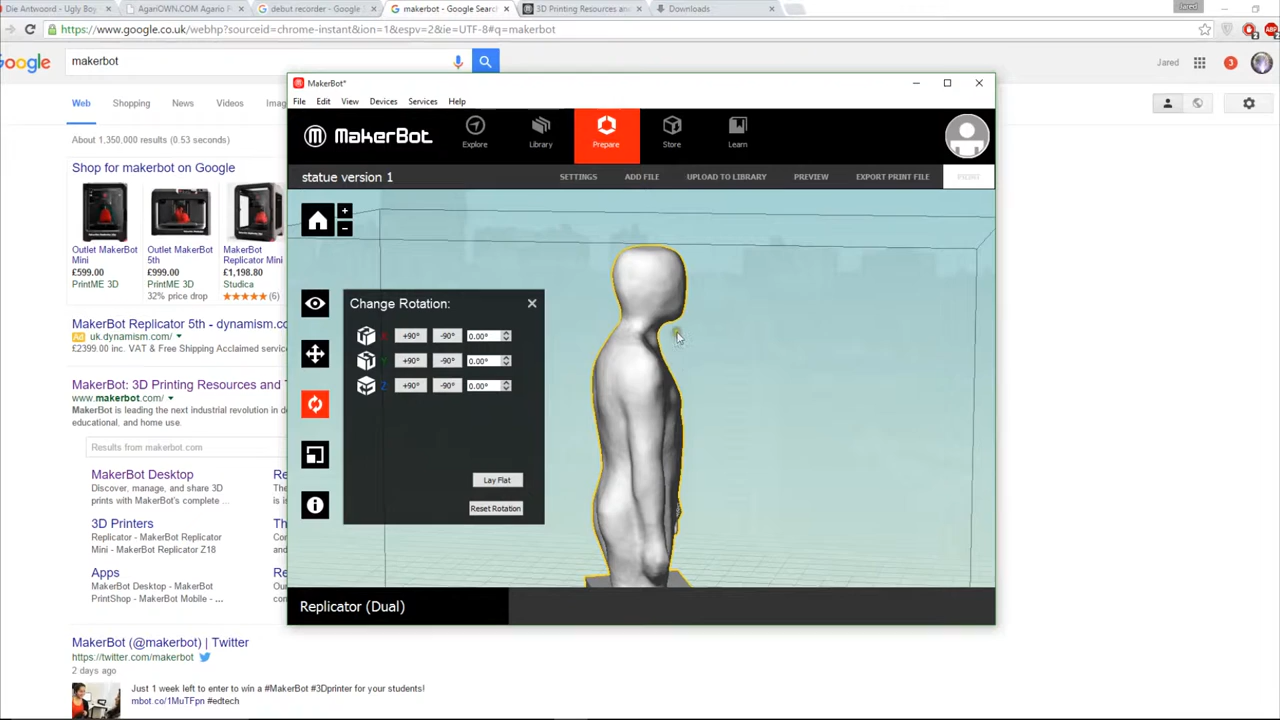 Die Antwoord - Ugly Boy
AgariOWN.COM Agario P
debut recorder - Google S
makerbot - Google Search
3D Printing Resources and
Downloads
Jared
https://www.google.co.uk/webhp?sourceid=chrome-instant&ion=1&espv=2&ie=UTF-8#q=makerbot
Google
makerbot
Jared
3
Web
Shopping
News
Videos
About 1,350,000 results (0.53 seconds)
Shop for makerbot on Google
Outlet MakerBot
Mini
£599.00
PrintME 3D
Outlet MakerBot
5th
£999.00
PrintME 3D
32% price drop
MakerBot
Replicator Mini
£1,198.80
Studica
(6)
MakerBot Replicator 5th - dynamism.com
Ad uk.dynamism.com/
£2399.00 inc. VAT & Free Shipping Acclaimed
MakerBot: 3D Printing Resources and
www.makerbot.com/
MakerBot is leading the next industrial revolution in
educational, and home use.
Results from makerbot.com
MakerBot Desktop
Discover, manage, and share 3D
prints with MakerBot's complete ...
3D Printers
Replicator - MakerBot Replicator
Mini - MakerBot Replicator Z18
Apps
MakerBot Desktop - MakerBot
PrintShop - MakerBot Mobile - ...
MakerBot (@makerbot) | Twitter
https://twitter.com/makerbot
2 days ago
Just 1 week left to enter to win a #MakerBot #3Dprinter for your students!
mbot.co/1MuTFpn #edtech
MakerBot*
File
Edit
View
Devices
Services
Help
MakerBot
Explore
Library
Prepare
Store
Learn
statue version 1
SETTINGS
ADD FILE
UPLOAD TO LIBRARY
PREVIEW
EXPORT PRINT FILE
PRINT
+
-
Change Rotation:
X: +90° -90° 0.00°
Y: +90° -90° 0.00°
Z: +90° -90° 0.00°
Lay Flat
Reset Rotation
Replicator (Dual)